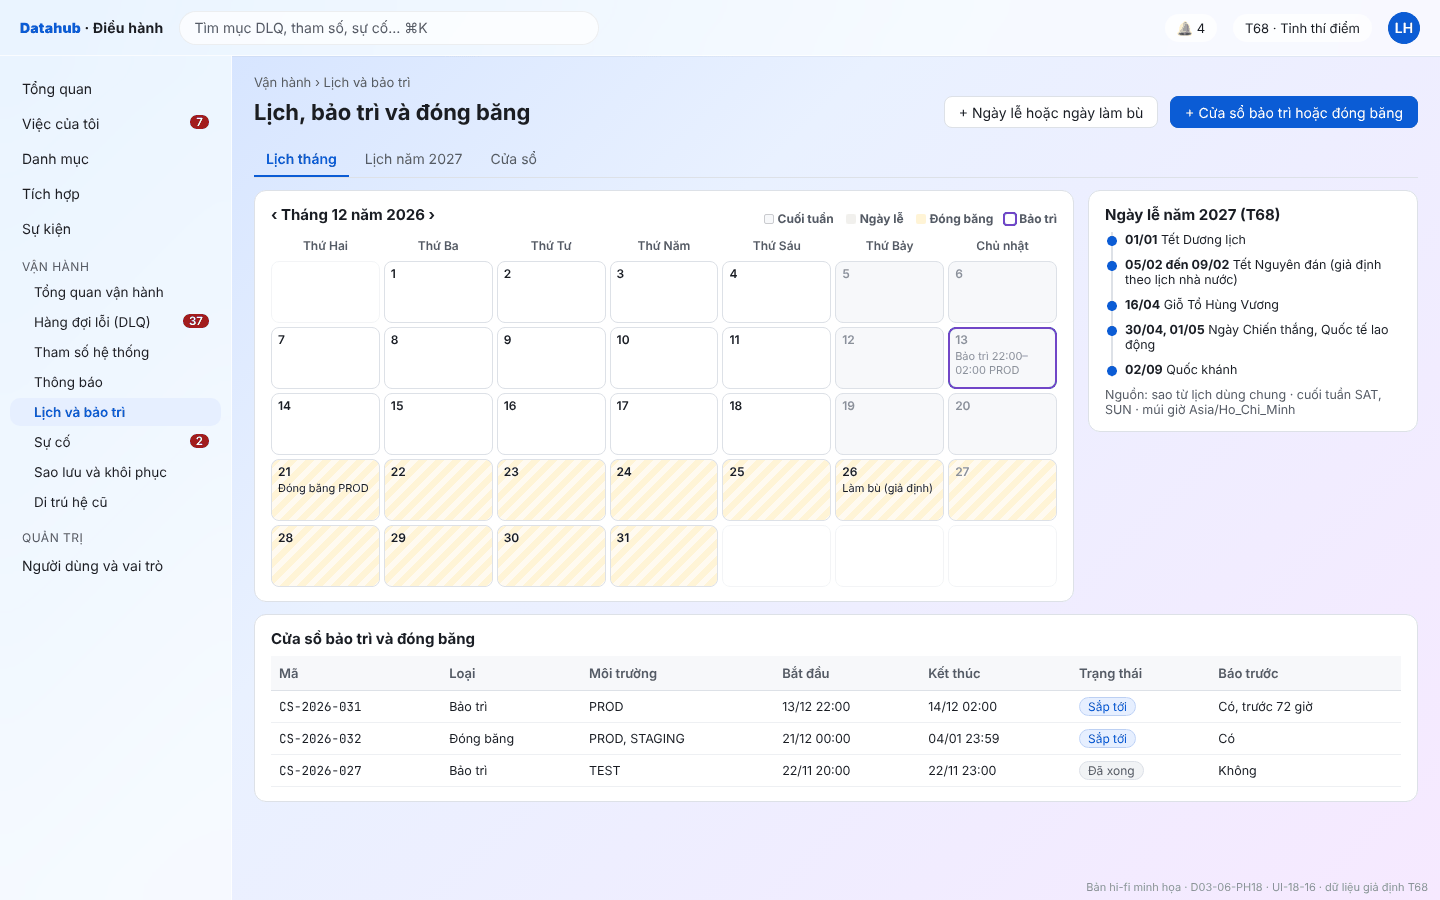 Datahub · Điều hành
Tìm mục DLQ, tham số, sự cố... ⌘K
4
T68 · Tỉnh thí điểm
LH
Tổng quan
Việc của tôi 7
Danh mục
Tích hợp
Sự kiện
VẬN HÀNH
Tổng quan vận hành
Hàng đợi lỗi (DLQ) 37
Tham số hệ thống
Thông báo
Lịch và bảo trì
Sự cố 2
Sao lưu và khôi phục
Di trú hệ cũ
QUẢN TRỊ
Người dùng và vai trò
Vận hành › Lịch và bảo trì
Lịch, bảo trì và đóng băng
+ Ngày lễ hoặc ngày làm bù
+ Cửa sổ bảo trì hoặc đóng băng
Lịch tháng Lịch năm 2027 Cửa sổ
‹ Tháng 12 năm 2026 ›
Cuối tuần Ngày lễ Đóng băng Bảo trì
Thứ Hai Thứ Ba Thứ Tư Thứ Năm Thứ Sáu Thứ Bảy Chủ nhật
1 2 3 4 5 6
7 8 9 10 11 12 13
Bảo trì 22:00–
02:00 PROD
14 15 16 17 18 19 20
21 22 23 24 25 26 27
Đóng băng PROD Làm bù (giả định)
28 29 30 31
Ngày lễ năm 2027 (T68)
01/01 Tết Dương lịch
05/02 đến 09/02 Tết Nguyên đán (giả định
theo lịch nhà nước)
16/04 Giỗ Tổ Hùng Vương
30/04, 01/05 Ngày Chiến thắng, Quốc tế lao
động
02/09 Quốc khánh
Nguồn: sao từ lịch dùng chung · cuối tuần SAT,
SUN · múi giờ Asia/Ho_Chi_Minh
Cửa sổ bảo trì và đóng băng
Mã Loại Môi trường Bắt đầu Kết thúc Trạng thái Báo trước
CS-2026-031 Bảo trì PROD 13/12 22:00 14/12 02:00 Sắp tới Có, trước 72 giờ
CS-2026-032 Đóng băng PROD, STAGING 21/12 00:00 04/01 23:59 Sắp tới Có
CS-2026-027 Bảo trì TEST 22/11 20:00 22/11 23:00 Đã xong Không
Bản hi-fi minh họa · D03-06-PH18 · UI-18-16 · dữ liệu giả định T68